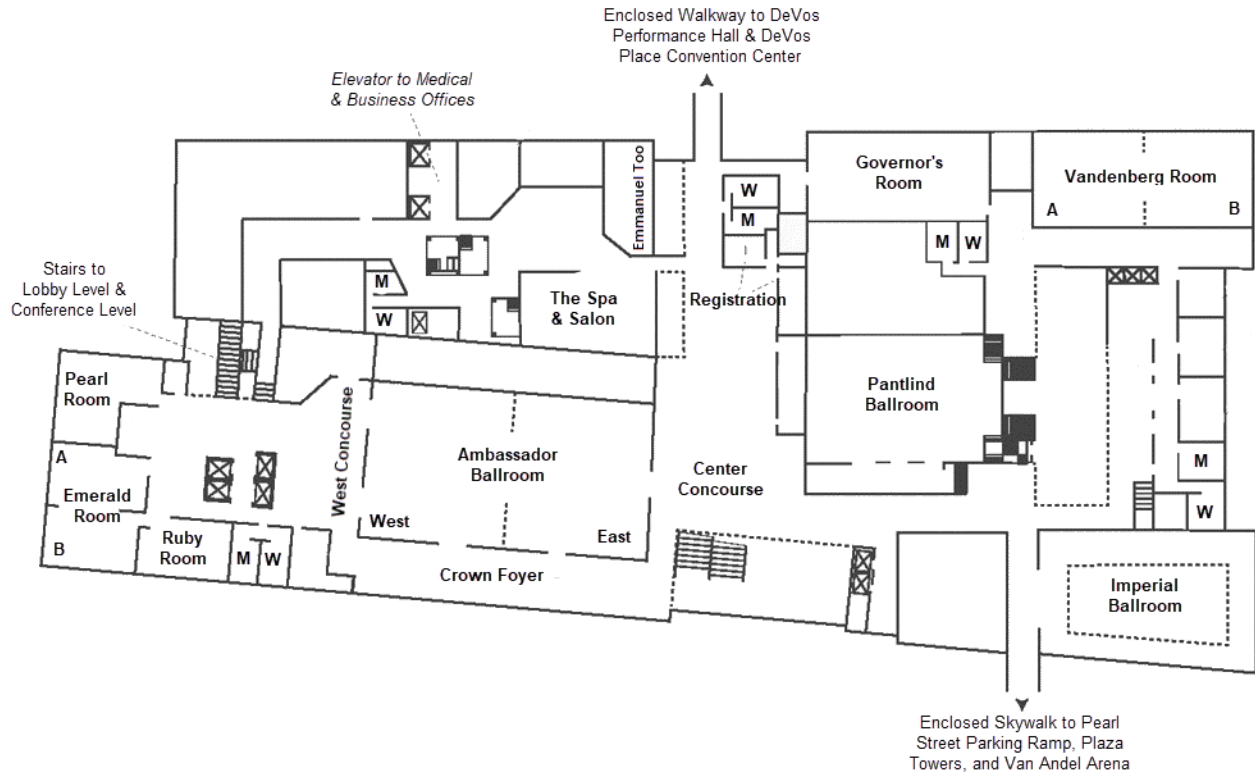 Enclosed Walkway to DeVos
Performance Hall & DeVos
Place Convention Center
Elevator to Medical
& Business Offices
Emmanuel Too
W
M
Governor's
Room
Vandenberg Room
A
B
M
W
Stairs to
Lobby Level &
Conference Level
M
W
The Spa
& Salon
Registration
Pearl
Room
A
Emerald
Room
B
Ruby
Room
M
W
West Concourse
Ambassador
Ballroom
West
East
Crown Foyer
Center
Concourse
Pantlind
Ballroom
M
W
Imperial
Ballroom
Enclosed Skywalk to Pearl
Street Parking Ramp, Plaza
Towers, and Van Andel Arena